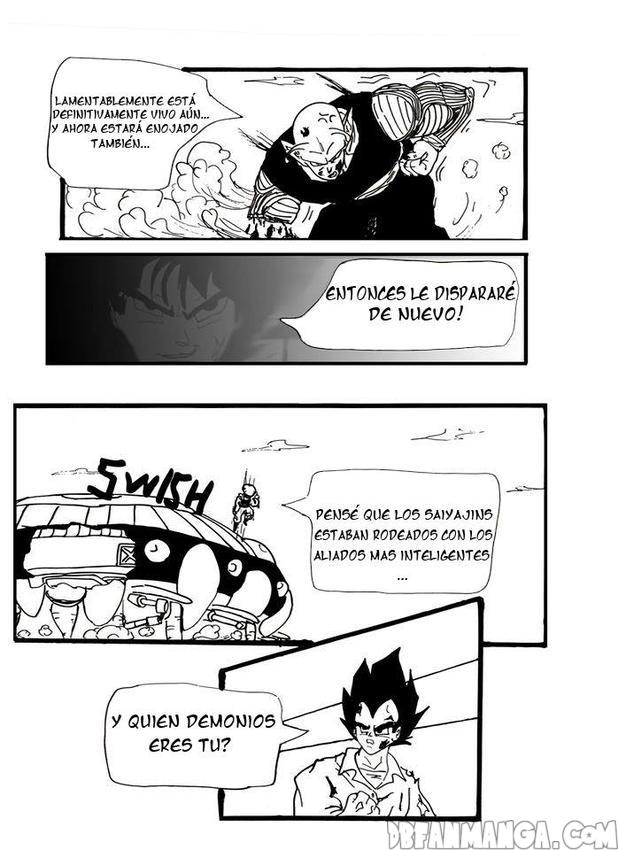 LAMENTABLEMENTE ESTÁ
DEFINITIVAMENTE VIVO AÚN...
Y AHORA ESTARÁ ENOJADO
TAMBIÉN...
ENTONCES LE DISPARARÉ
DE NUEVO!
SWISH
PENSÉ QUE LOS SAIYAJINS
ESTABAN RODEADOS CON LOS
ALIADOS MAS INTELIGENTES
...
Y QUIEN DEMONIOS
ERES TU?
DBFANMANGA.COM